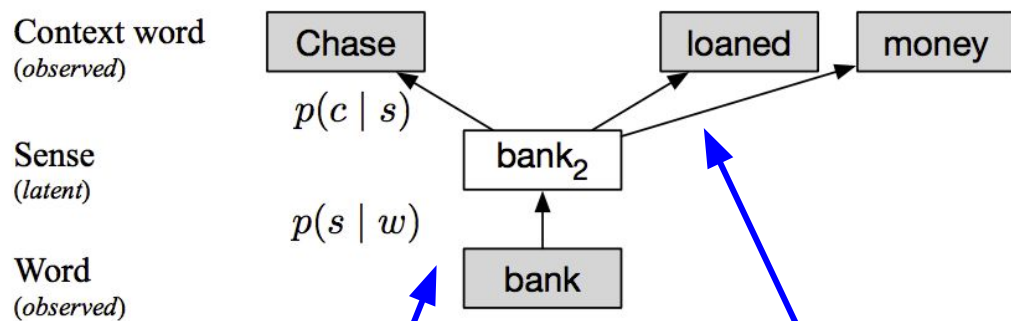 Context word
(observed)
Chase
loaned
money
p(c | s)
Sense
(latent)
bank₂
p(s | w)
Word
(observed)
bank